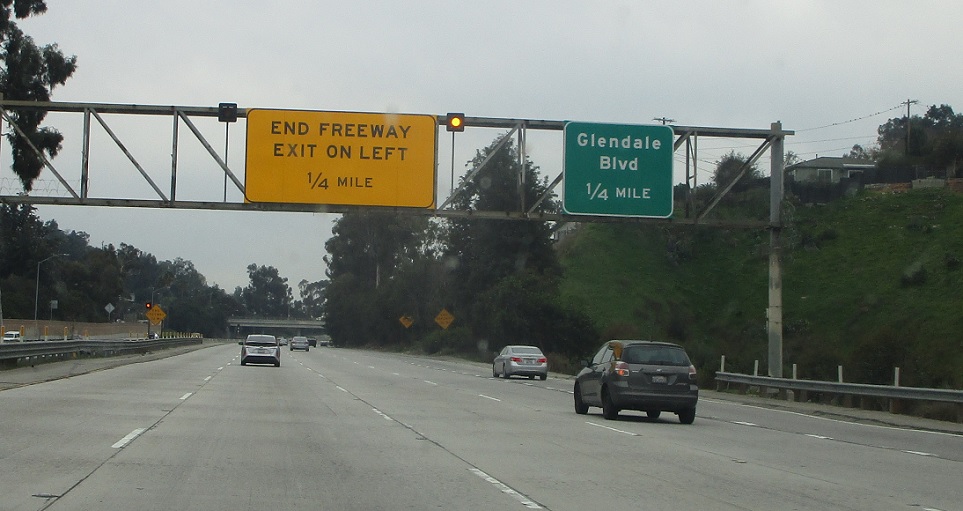 END FREEWAY
EXIT ON LEFT
1/4 MILE
Glendale
Blvd
1/4 MILE